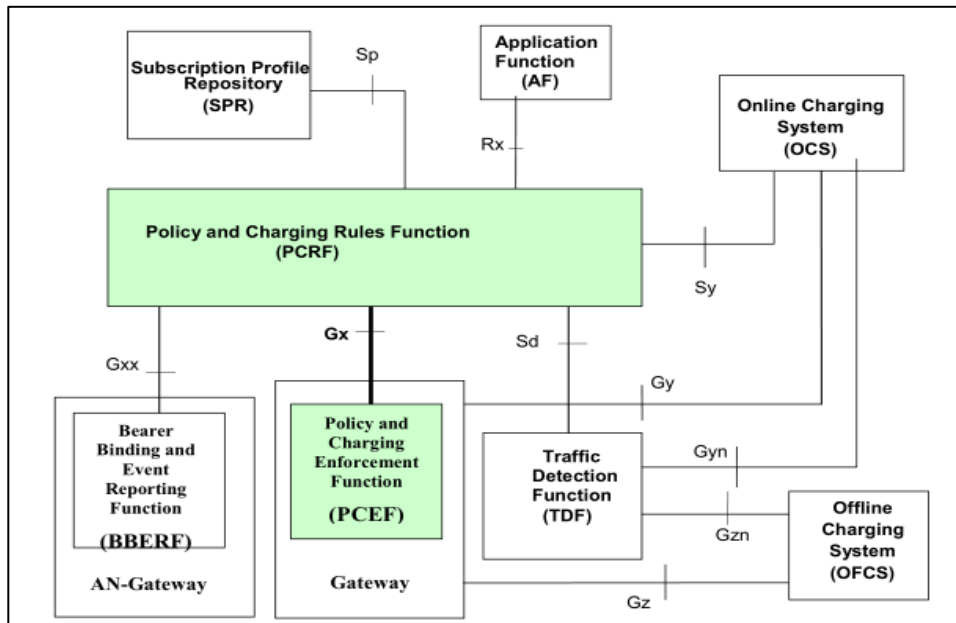 Subscription Profile
Repository
(SPR)
Sp
Application
Function
(AF)
Rx
Online Charging
System
(OCS)
Policy and Charging Rules Function
(PCRF)
Sy
Gxx
Gx
Sd
Gy
Bearer
Binding and
Event
Reporting
Function
(BBERF)
AN-Gateway
Policy and
Charging
Enforcement
Function
(PCEF)
Gateway
Traffic
Detection
Function
(TDF)
Gyn
Gzn
Offline
Charging
System
(OFCS)
Gz